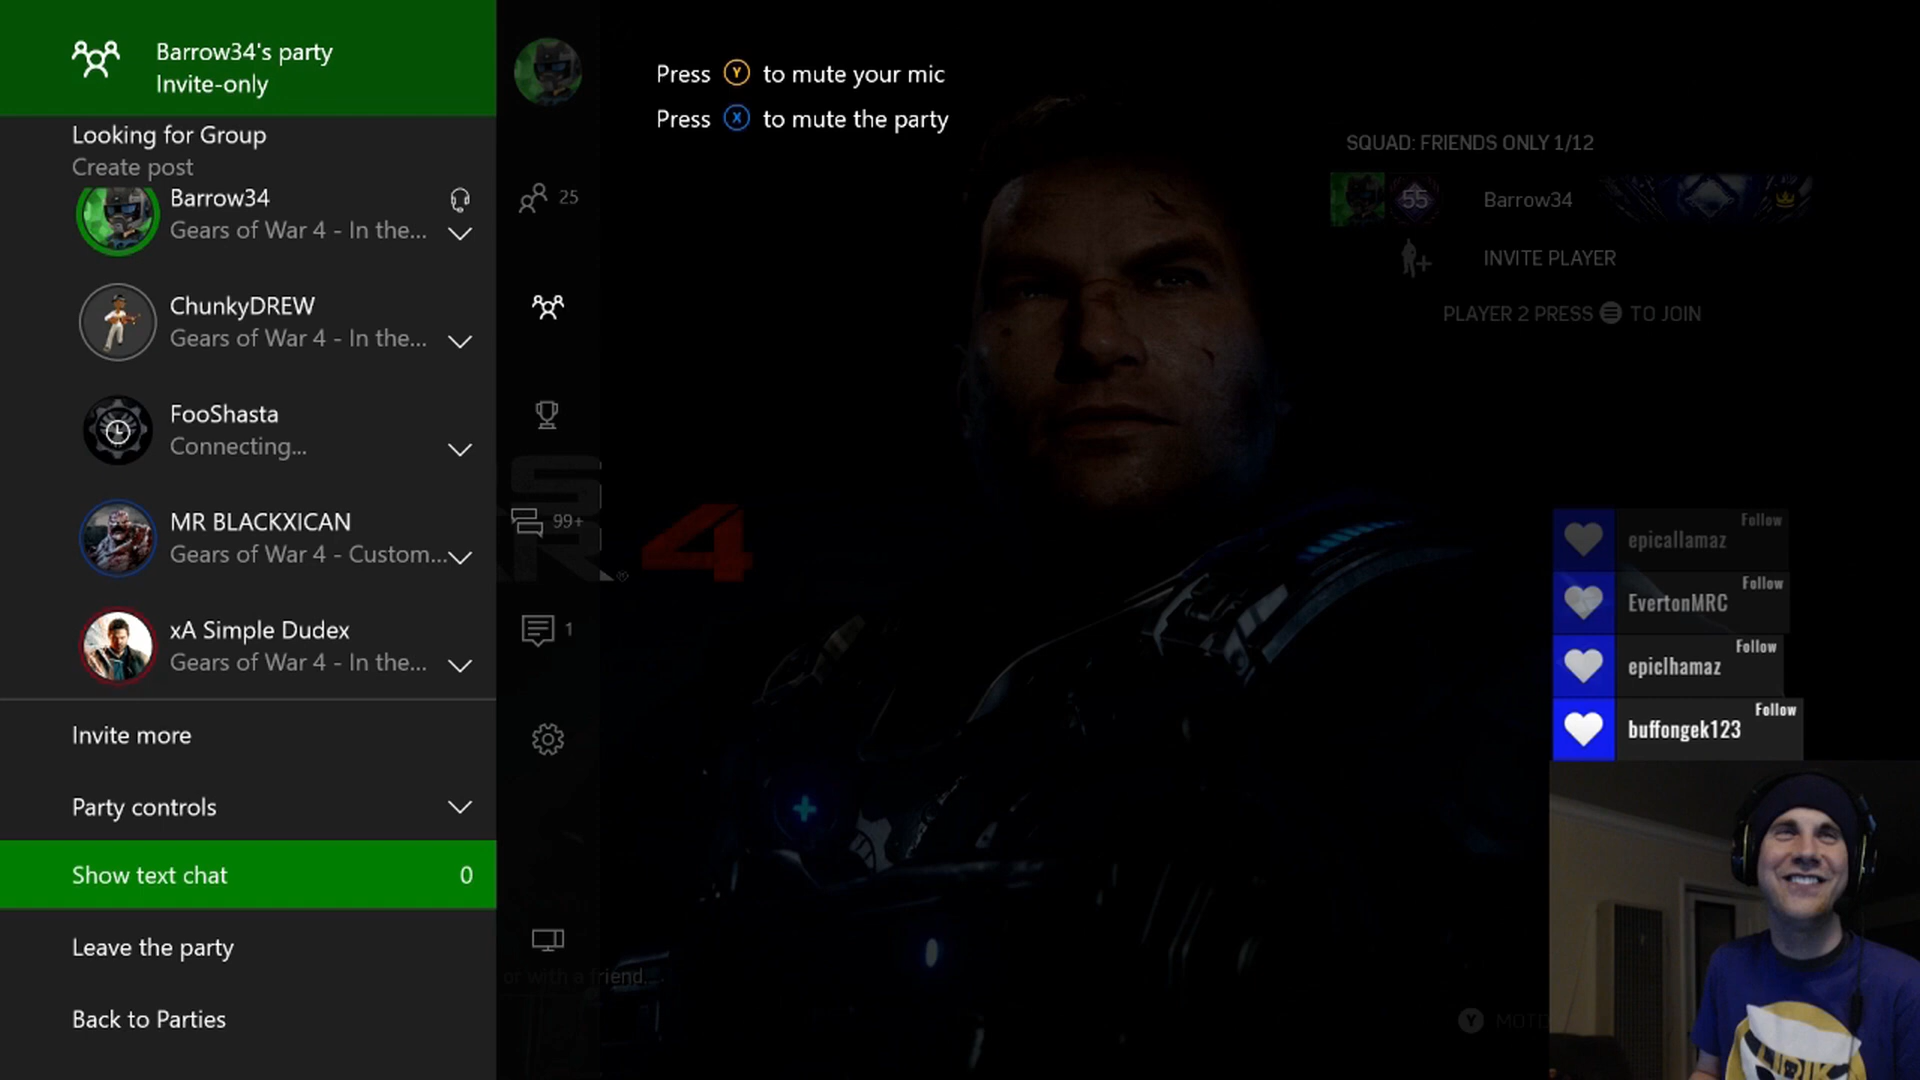 Barrow34's party
Invite-only
Looking for Group
Create post
Barrow34
Gears of War 4 - In the...
ChunkyDREW
Gears of War 4 - In the...
FooShasta
Connecting...
MR BLACKXICAN
Gears of War 4 - Custom...
xA Simple Dudex
Gears of War 4 - In the...
Invite more
Party controls
Show text chat 0
Leave the party
Back to Parties
25
99+
1
Press Y to mute your mic
Press X to mute the party
4
or with a friend.
SQUAD: FRIENDS ONLY 1/12
55 Barrow34
INVITE PLAYER
PLAYER 2 PRESS TO JOIN
Follow
epicallamaz
Follow
EvertonMRC
Follow
epiclhamaz
Follow
buffongek123
Y